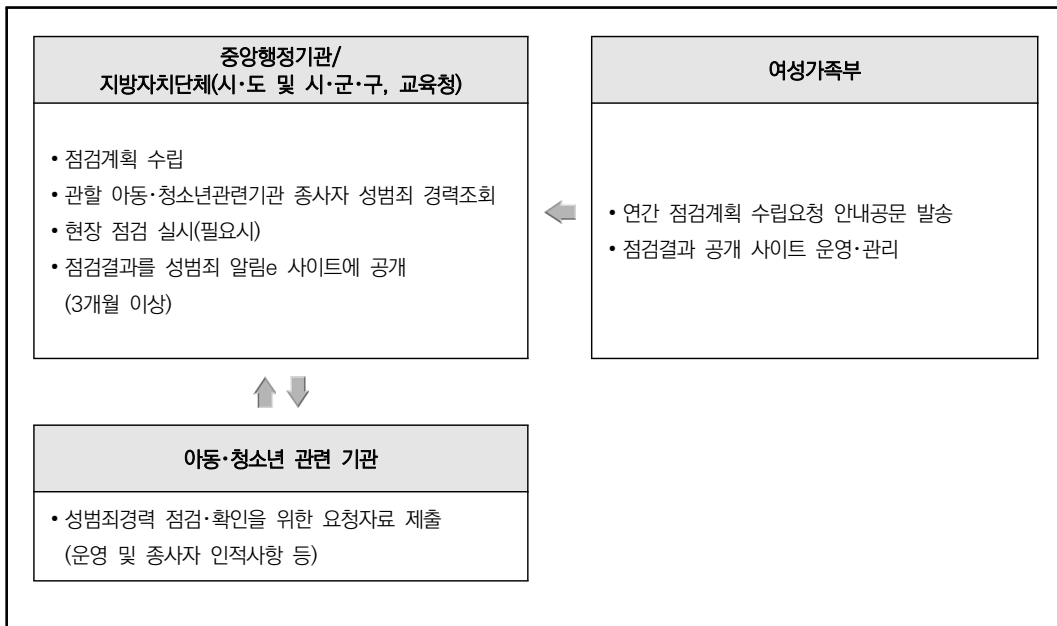 중앙행정기관/
지방자치단체(시·도 및 시·군·구, 교육청)
• 점검계획 수립
• 관할 아동·청소년관련기관 종사자 성범죄 경력조회
• 현장 점검 실시(필요시)
• 점검결과를 성범죄 알림e 사이트에 공개
(3개월 이상)
여성가족부
• 연간 점검계획 수립요청 안내공문 발송
• 점검결과 공개 사이트 운영·관리
아동·청소년 관련 기관
• 성범죄경력 점검·확인을 위한 요청자료 제출
(운영 및 종사자 인적사항 등)